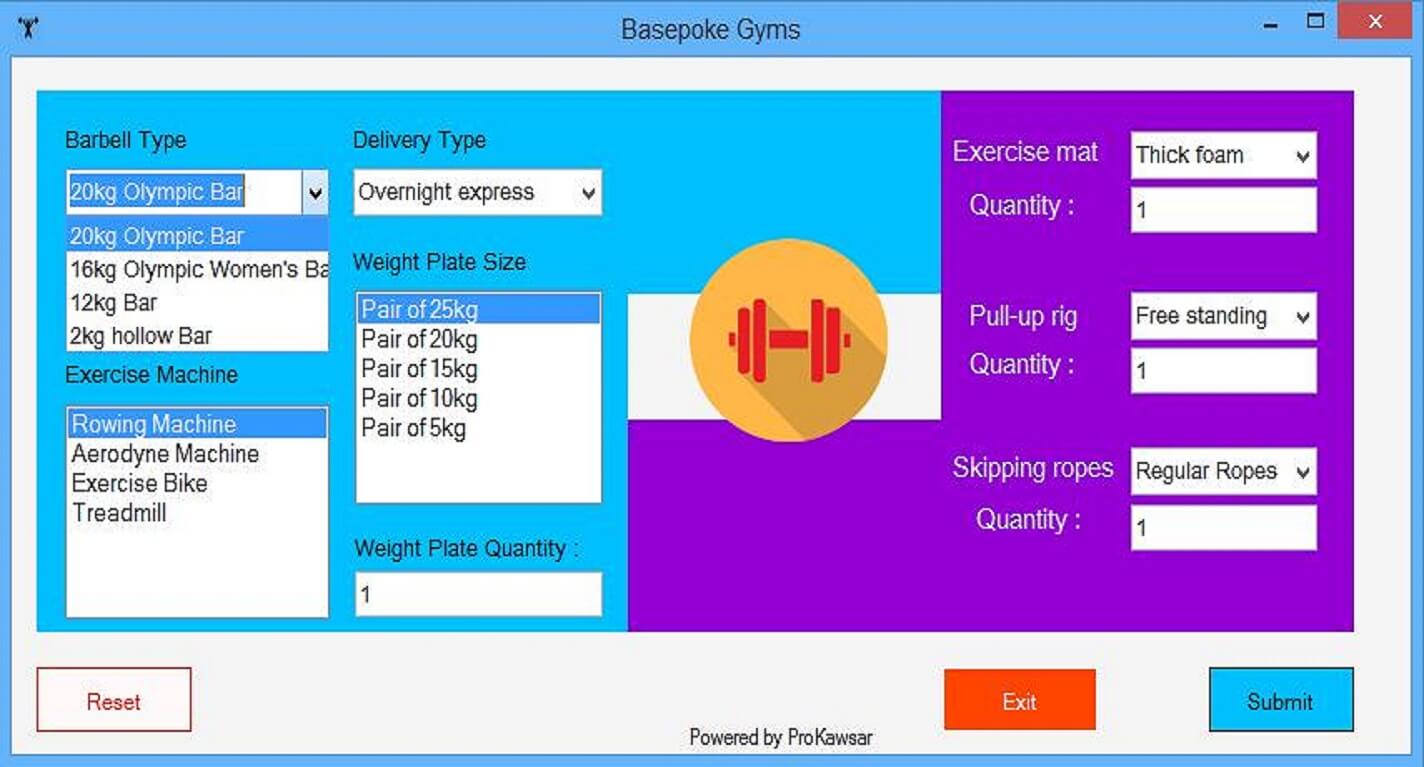 Basepoke Gyms
Barbell Type
20kg Olympic Bar
20kg Olympic Bar
16kg Olympic Women's Ba
12kg Bar
2kg hollow Bar
Exercise Machine
Rowing Machine
Aerodyne Machine
Exercise Bike
Treadmill
Delivery Type
Overnight express
Weight Plate Size
Pair of 25kg
Pair of 20kg
Pair of 15kg
Pair of 10kg
Pair of 5kg
Weight Plate Quantity :
1
Exercise mat Thick foam
Quantity : 1
Pull-up rig Free standing
Quantity : 1
Skipping ropes Regular Ropes
Quantity : 1
Reset
Exit
Submit
Powered by ProKawsar